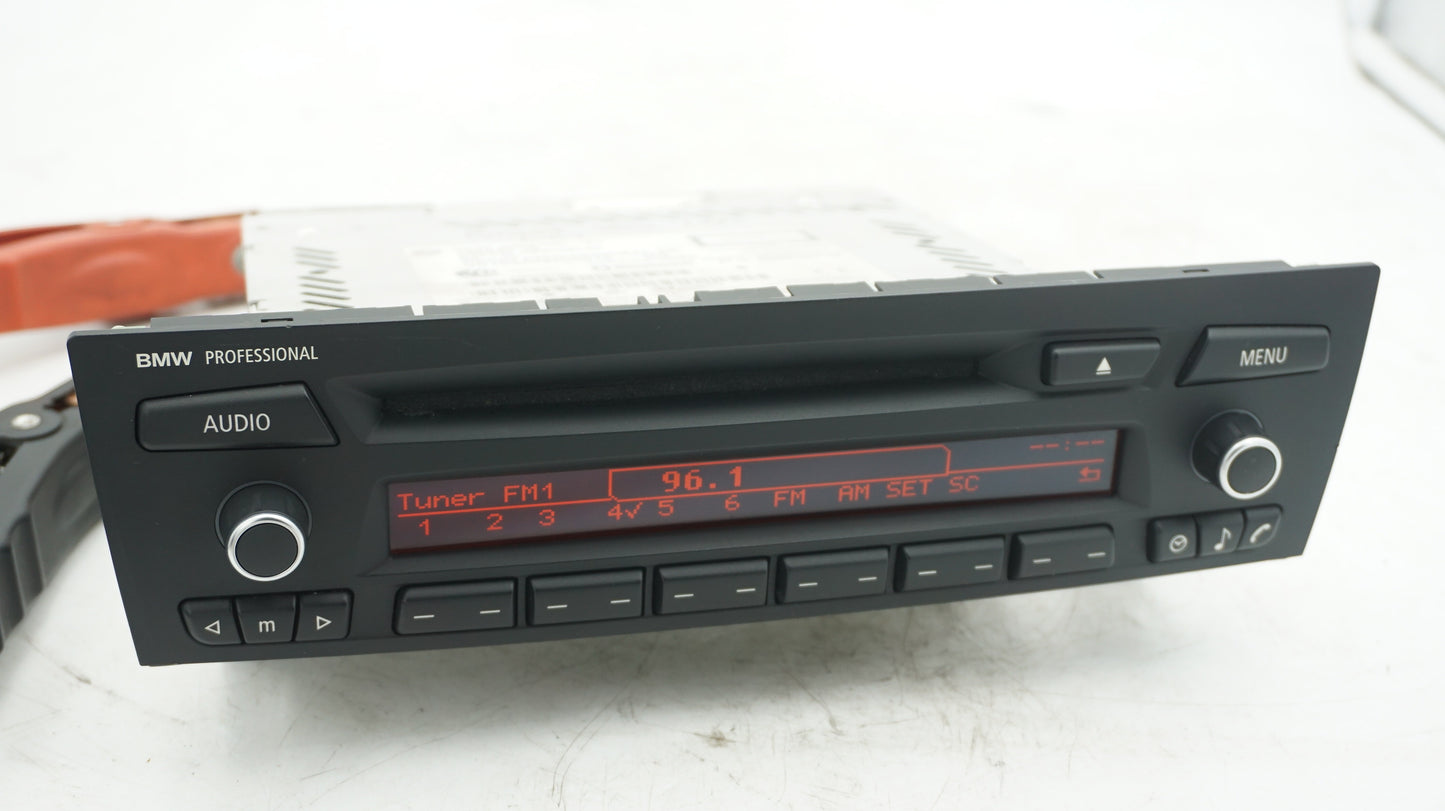 BMW PROFESSIONAL
AUDIO
MENU
Tuner FM1
96.1
--:--
1 2 3 4✓ 5 6 FM AM SET SC
m